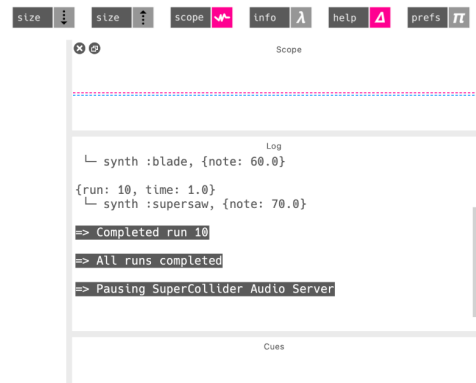 size size scope info λ help Δ prefs π
Scope
Log
└─ synth :blade, {note: 60.0}
{run: 10, time: 1.0}
└─ synth :supersaw, {note: 70.0}
=> Completed run 10
=> All runs completed
=> Pausing SuperCollider Audio Server
Cues